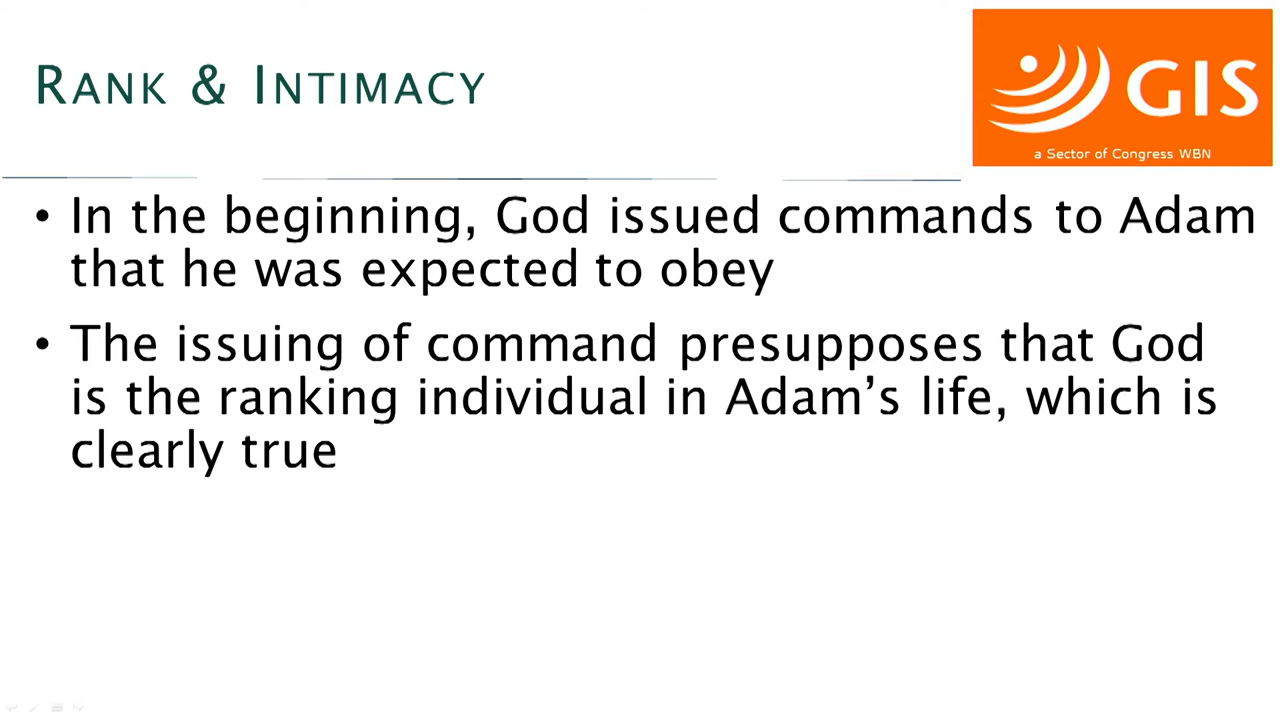 RANK & INTIMACY
GIS
a Sector of Congress WBN
• In the beginning, God issued commands to Adam
that he was expected to obey
• The issuing of command presupposes that God
is the ranking individual in Adam’s life, which is
clearly true